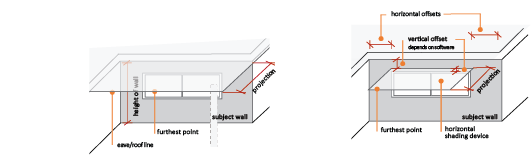 height of wall
projection
subject wall
furthest point
eave/roof line
horizontal offsets
vertical offset
depends on software
projection
subject wall
furthest point
horizontal
shading device